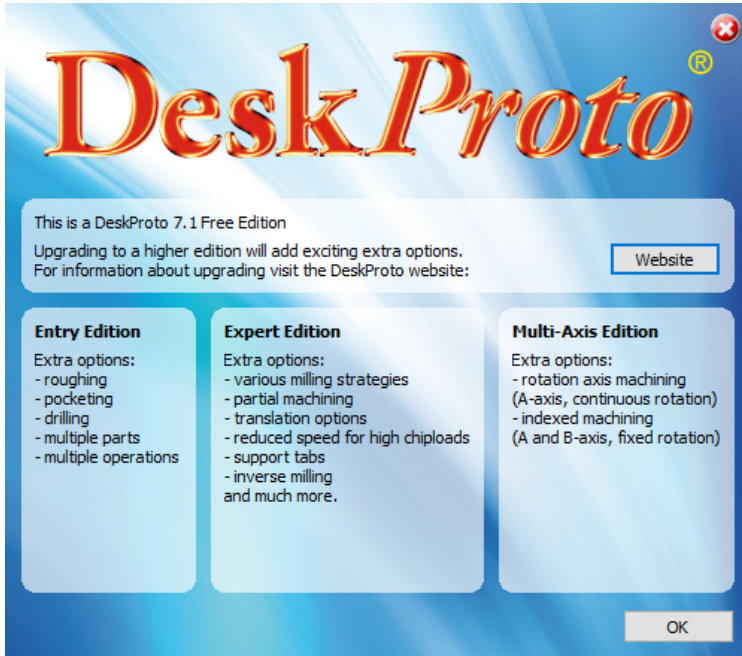 DeskProto®
This is a DeskProto 7.1 Free Edition
Upgrading to a higher edition will add exciting extra options.
For information about upgrading visit the DeskProto website:
Website
Entry Edition
Extra options:
- roughing
- pocketing
- drilling
- multiple parts
- multiple operations
Expert Edition
Extra options:
- various milling strategies
- partial machining
- translation options
- reduced speed for high chiploads
- support tabs
- inverse milling
and much more.
Multi-Axis Edition
Extra options:
- rotation axis machining
(A-axis, continuous rotation)
- indexed machining
(A and B-axis, fixed rotation)
OK